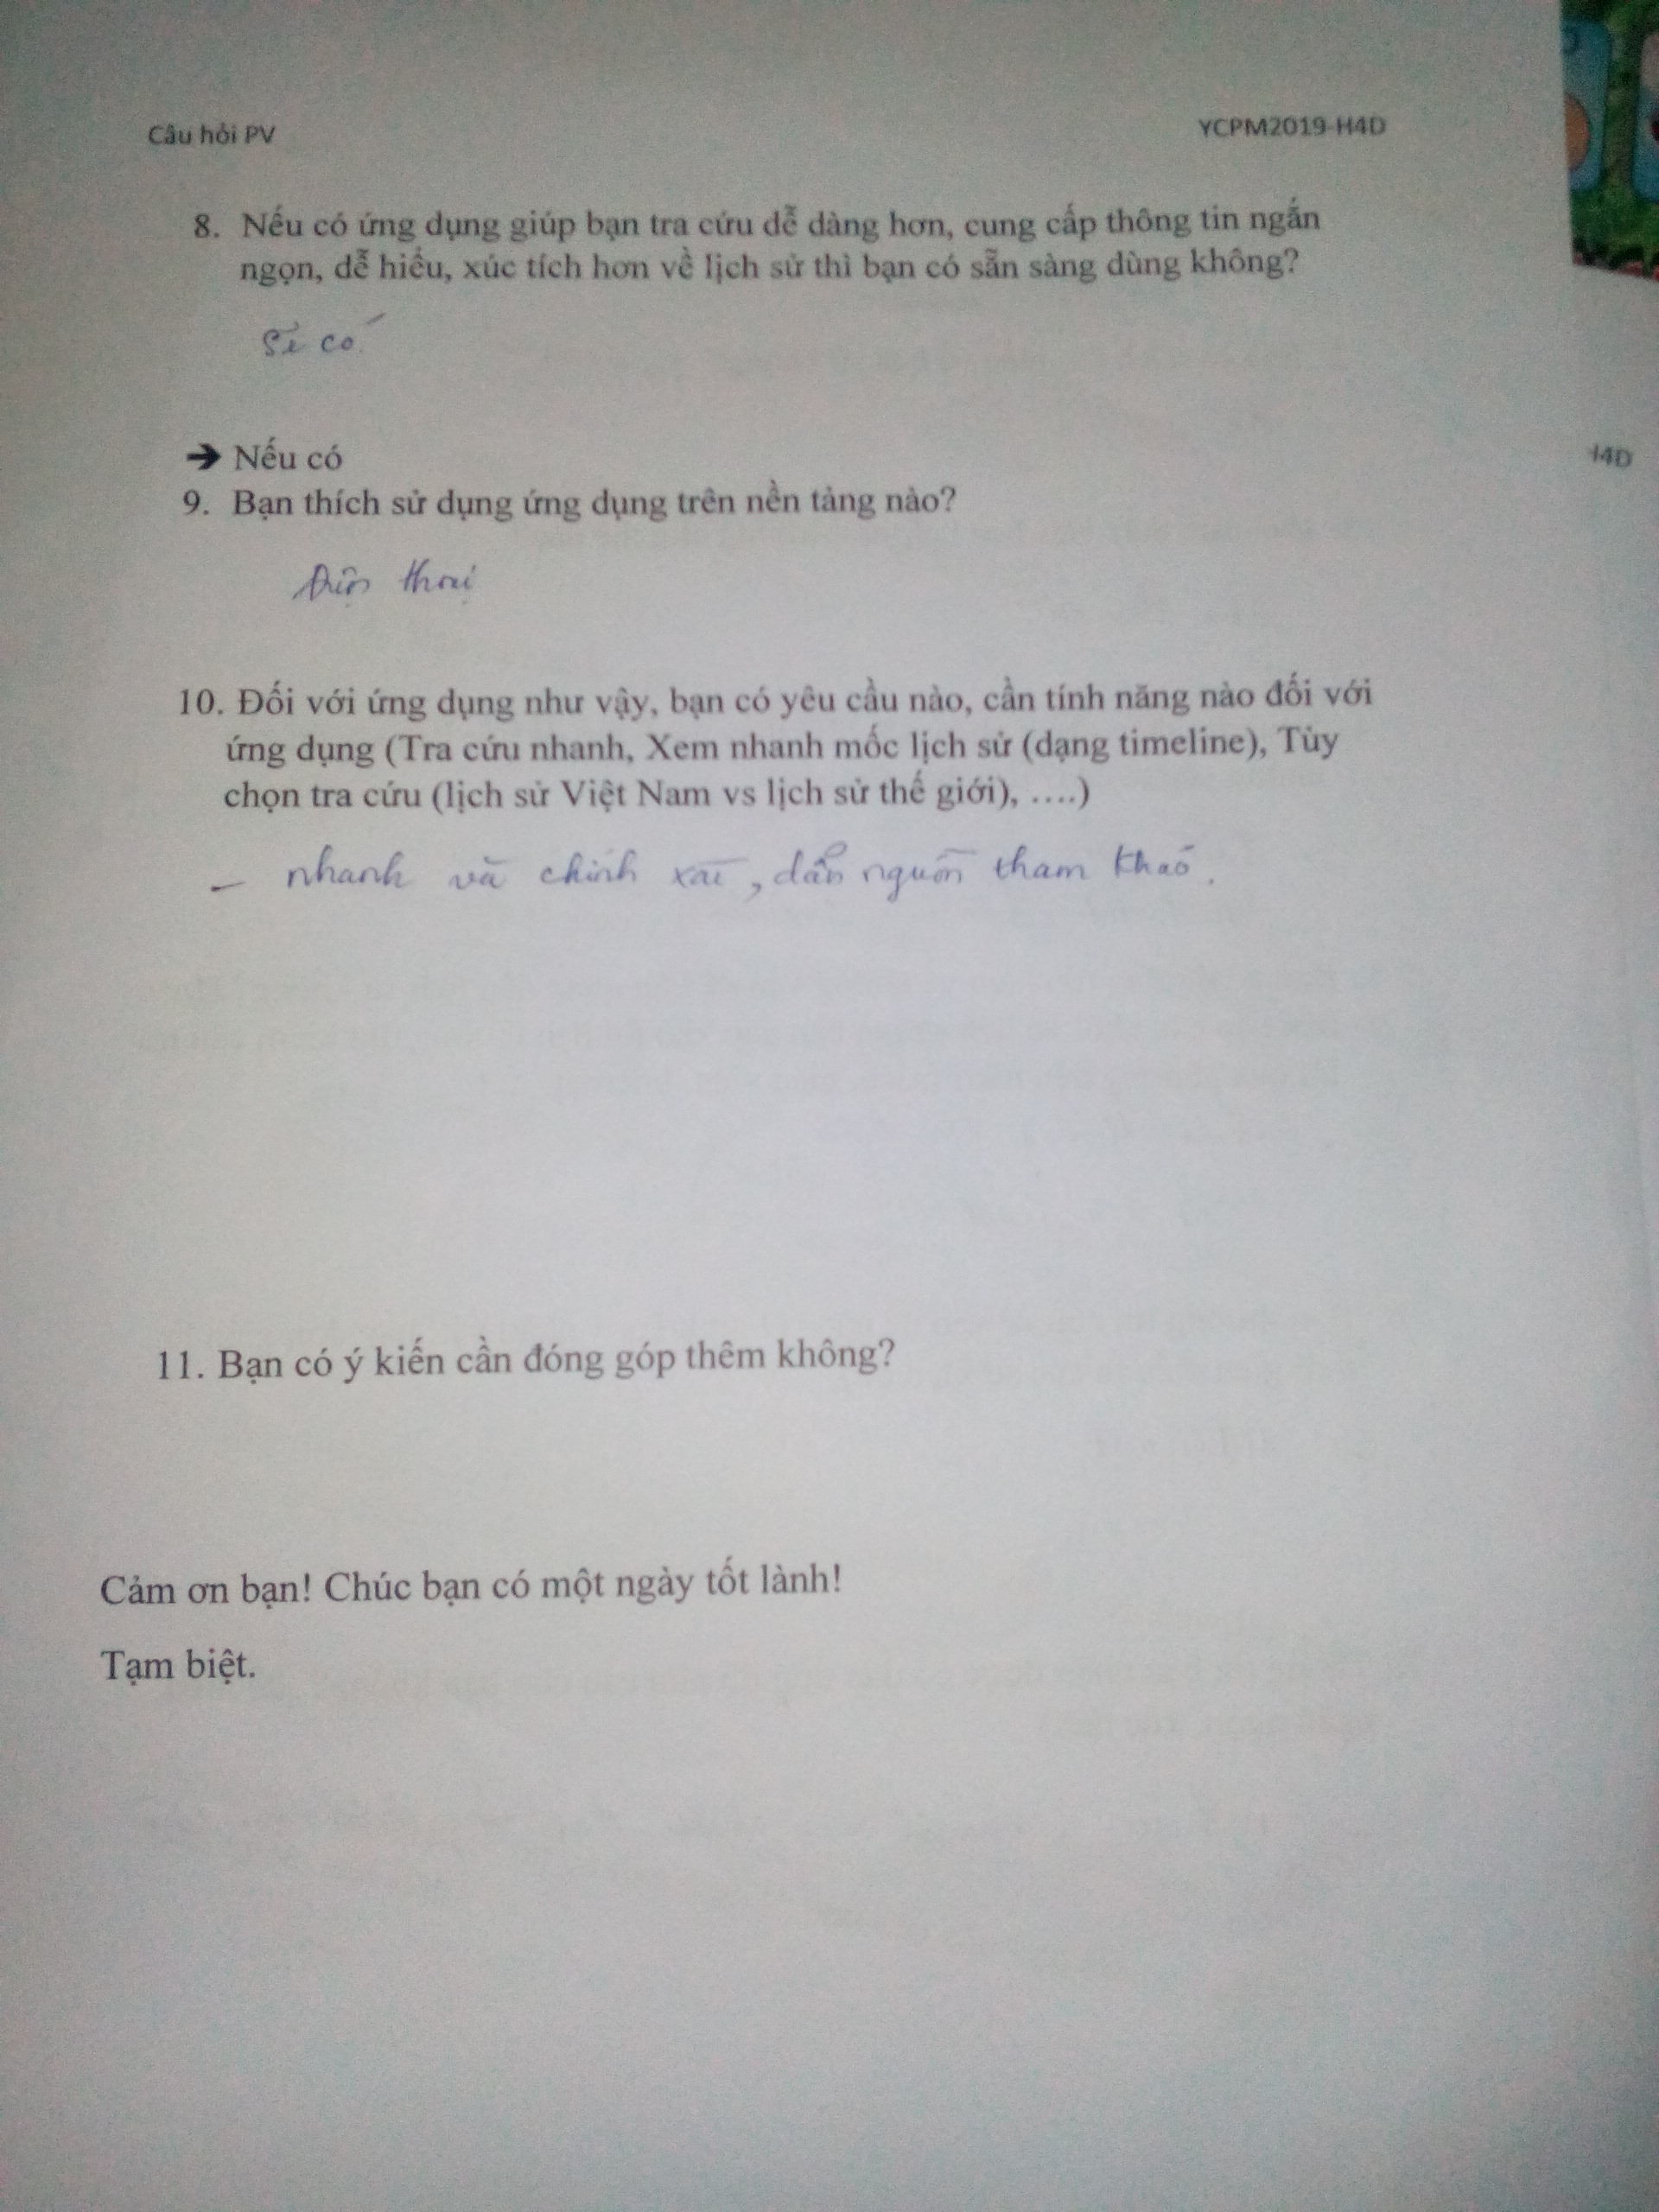 Câu hỏi PV YCPM2019-H4D
8. Nếu có ứng dụng giúp bạn tra cứu dễ dàng hơn, cung cấp thông tin ngắn
ngọn, dễ hiểu, xúc tích hơn về lịch sử thì bạn có sẵn sàng dùng không?
Sẽ có.
➔ Nếu có
H4D
9. Bạn thích sử dụng ứng dụng trên nền tảng nào?
Điện thoại
10. Đối với ứng dụng như vậy, bạn có yêu cầu nào, cần tính năng nào đối với
ứng dụng (Tra cứu nhanh, Xem nhanh mốc lịch sử (dạng timeline), Tùy
chọn tra cứu (lịch sử Việt Nam vs lịch sử thế giới), ....)
– nhanh và chính xác, dẫn nguồn tham khảo.
11. Bạn có ý kiến cần đóng góp thêm không?
Cảm ơn bạn! Chúc bạn có một ngày tốt lành!
Tạm biệt.